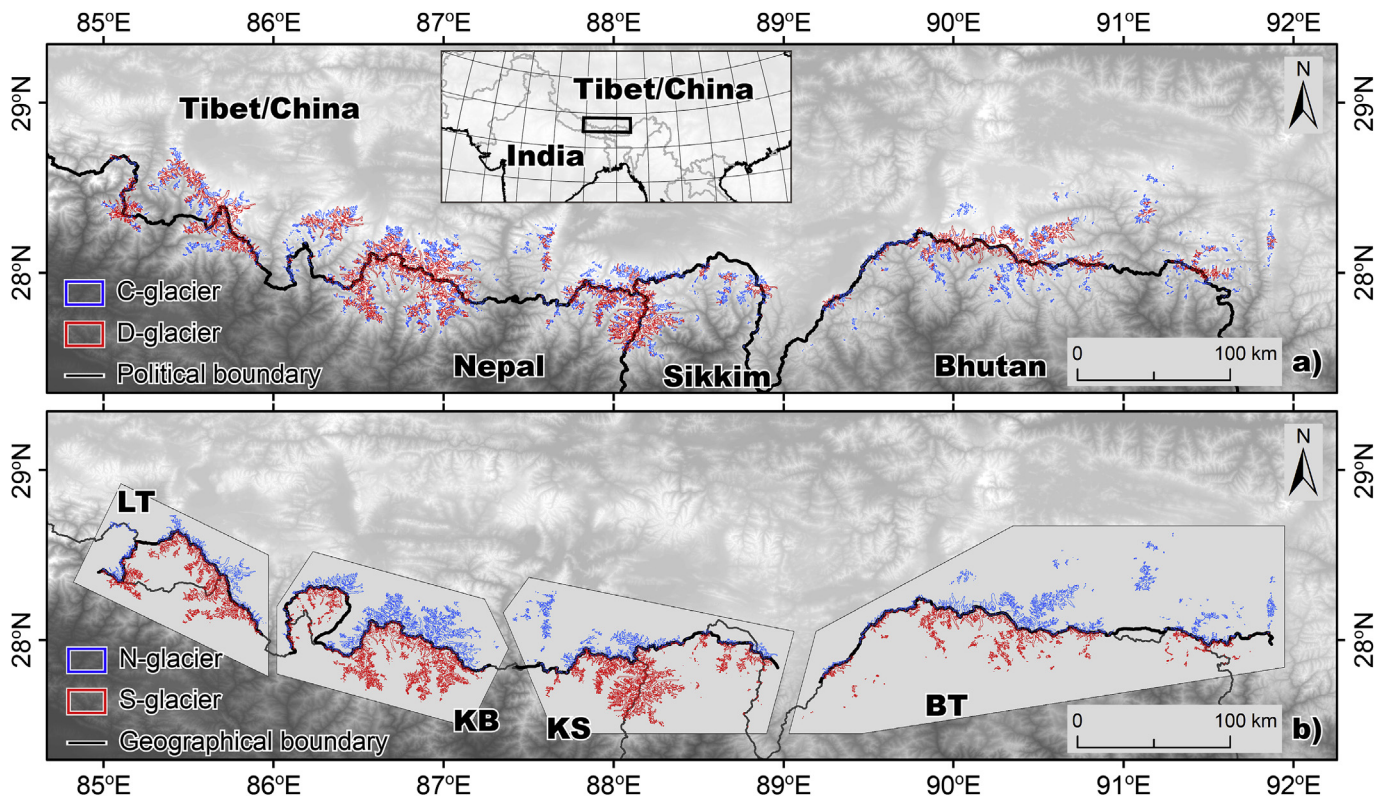 85ºE 86ºE 87ºE 88ºE 89ºE 90ºE 91ºE 92ºE
N
Tibet/China
29ºN
29ºN
Tibet/China
India
28ºN
28ºN
C-glacier
D-glacier
Political boundary
Nepal
Sikkim
Bhutan
0 100 km
a)
N
29ºN
29ºN
LT
28ºN
28ºN
N-glacier
S-glacier
Geographical boundary
KB
KS
BT
0 100 km
b)
85ºE 86ºE 87ºE 88ºE 89ºE 90ºE 91ºE 92ºE